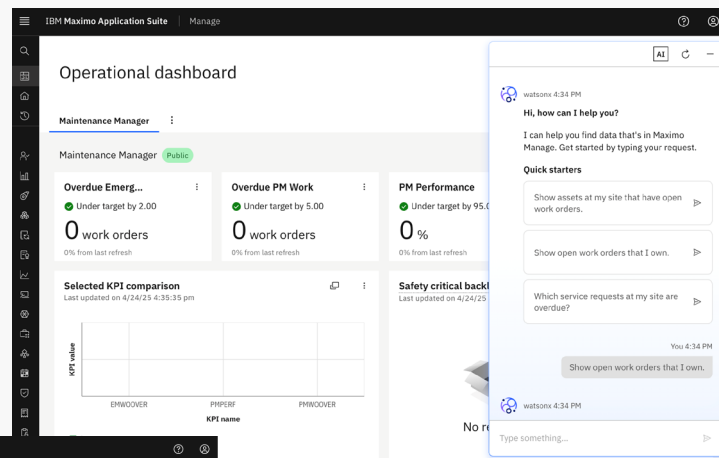 IBM Maximo Application Suite | Manage
Operational dashboard
Maintenance Manager
Maintenance Manager Public
Overdue Emerg...
Under target by 2.00
0 work orders
0% from last refresh
Overdue PM Work
Under target by 5.00
0 work orders
0% from last refresh
PM Performance
Under target by 95.0
0 %
0% from last refresh
Selected KPI comparison
Last updated on 4/24/25 4:35:35 pm
KPI value
EMWOOVER PMPERF PMWOOVER
KPI name
Safety critical backl
Last updated on 4/24/25
No re
AI
watsonx 4:34 PM
Hi, how can I help you?
I can help you find data that's in Maximo
Manage. Get started by typing your request.
Quick starters
Show assets at my site that have open
work orders.
Show open work orders that I own.
Which service requests at my site are
overdue?
You 4:34 PM
Show open work orders that I own.
watsonx 4:34 PM
Type something...